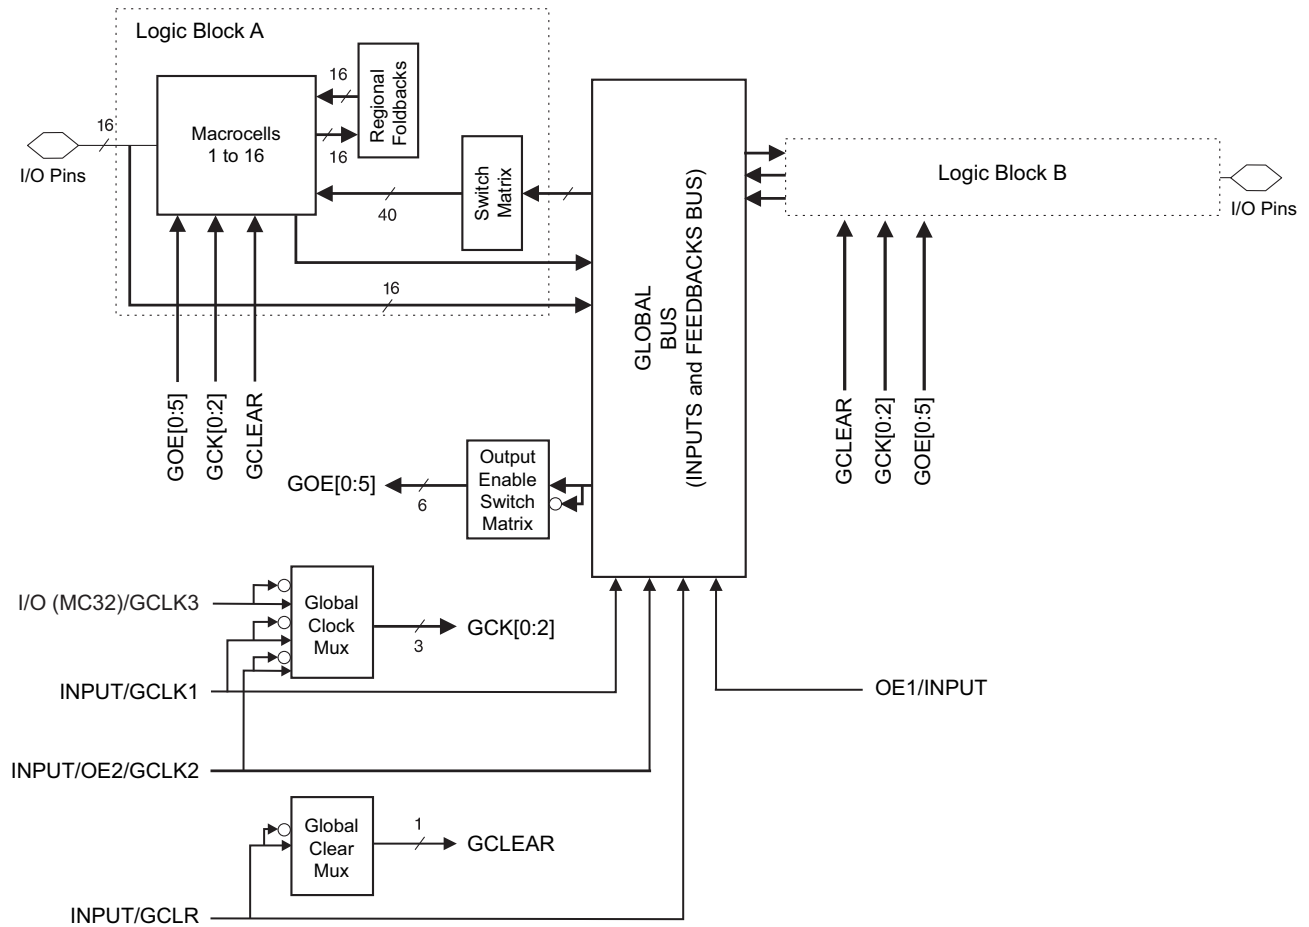 Logic Block A
16
Regional
Foldbacks
16
Macrocells
1 to 16
16
I/O Pins
Switch
Matrix
40
16
GOE[0:5]
GCK[0:2]
GCLEAR
GLOBAL
BUS
(INPUTS and FEEDBACKS BUS)
Logic Block B
I/O Pins
GCLEAR
GCK[0:2]
GOE[0:5]
Output
Enable
Switch
Matrix
GOE[0:5]
6
I/O (MC32)/GCLK3
Global
Clock
Mux
3
GCK[0:2]
INPUT/GCLK1
OE1/INPUT
INPUT/OE2/GCLK2
Global
Clear
Mux
1
GCLEAR
INPUT/GCLR